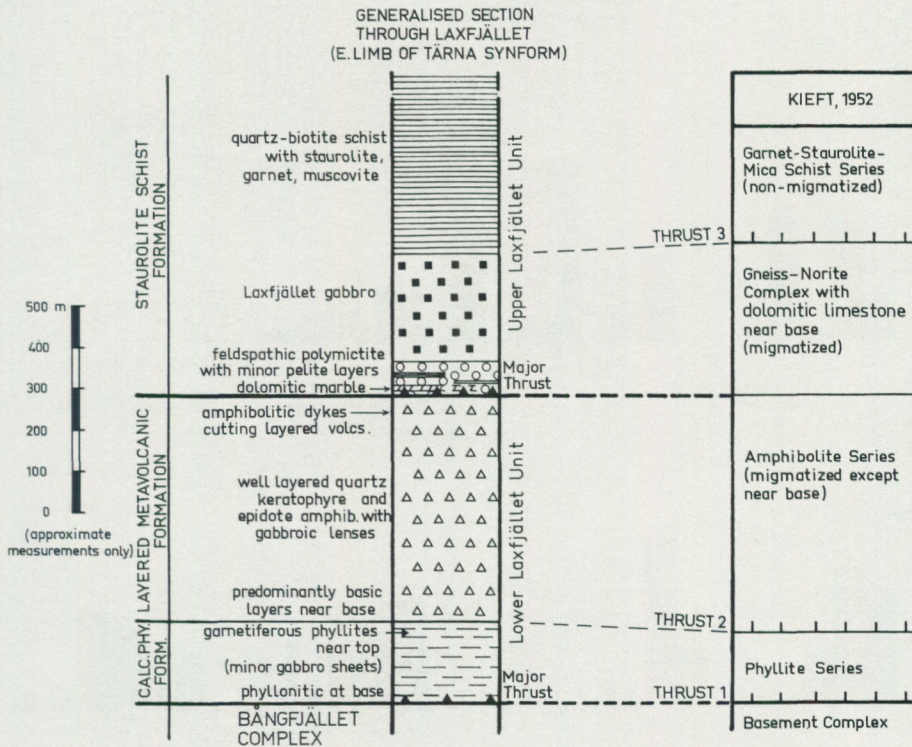 GENERALISED SECTION
THROUGH LAXFJÄLLET
(E.LIMB OF TÄRNA SYNFORM)
500 m
400
300
200
100
0
(approximate
measurements only)
STAUROLITE SCHIST
FORMATION
LAYERED METAVOLCANIC
FORMATION
CALC.PHY.
FORM.
quartz-biotite schist
with staurolite,
garnet, muscovite
Laxfjället gabbro
feldspathic polymictite
with minor pelite layers
dolomitic marble
amphibolitic dykes
cutting layered volcs.
well layered quartz
keratophyre and
epidote amphib. with
gabbroic lenses
predominantly basic
layers near base
garnetiferous phyllites
near top
(minor gabbro sheets)
phyllonitic at base
BÅNGFJÄLLET
COMPLEX
Upper Laxfjället Unit
Major
Thrust
Lower Laxfjället Unit
Major
Thrust
THRUST 3
THRUST 2
THRUST 1
KIEFT, 1952
Garnet-Staurolite-
Mica Schist Series
(non-migmatized)
Gneiss-Norite
Complex with
dolomitic limestone
near base
(migmatized)
Amphibolite Series
(migmatized except
near base)
Phyllite Series
Basement Complex